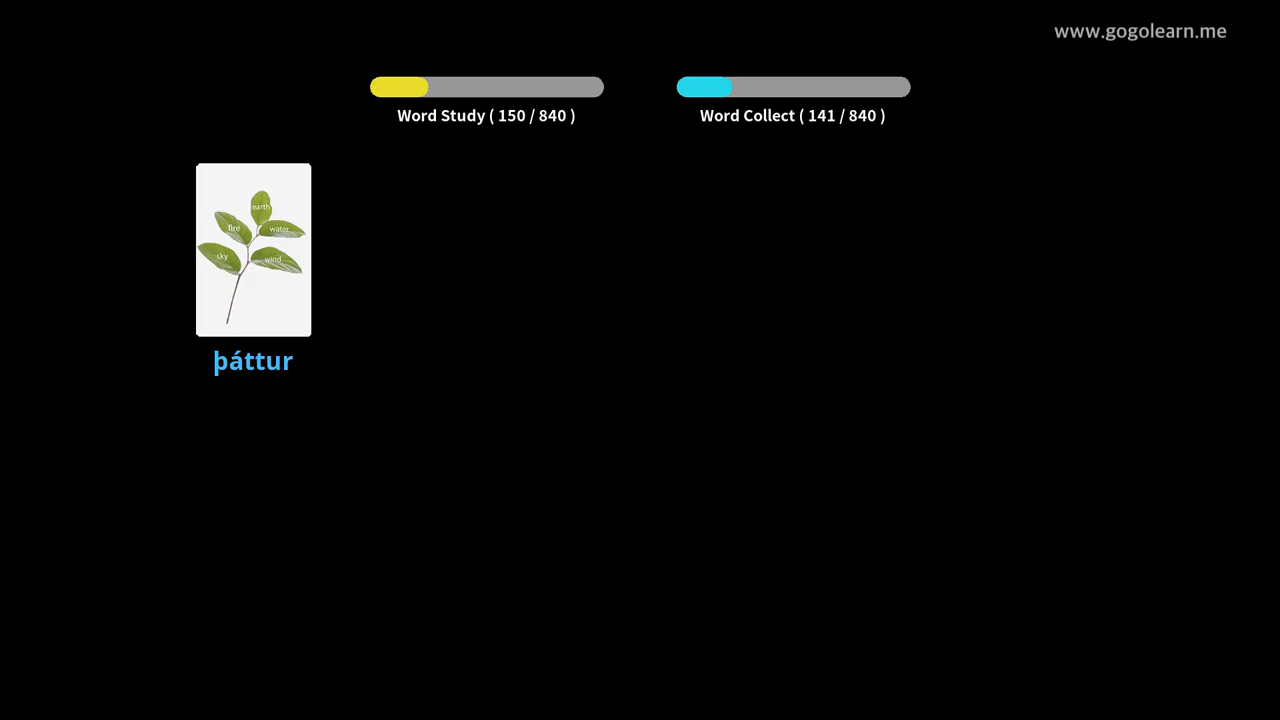 www.gogolearn.me
Word Study ( 150 / 840 )
Word Collect ( 141 / 840 )
earth
fire
water
sky
wind
þáttur